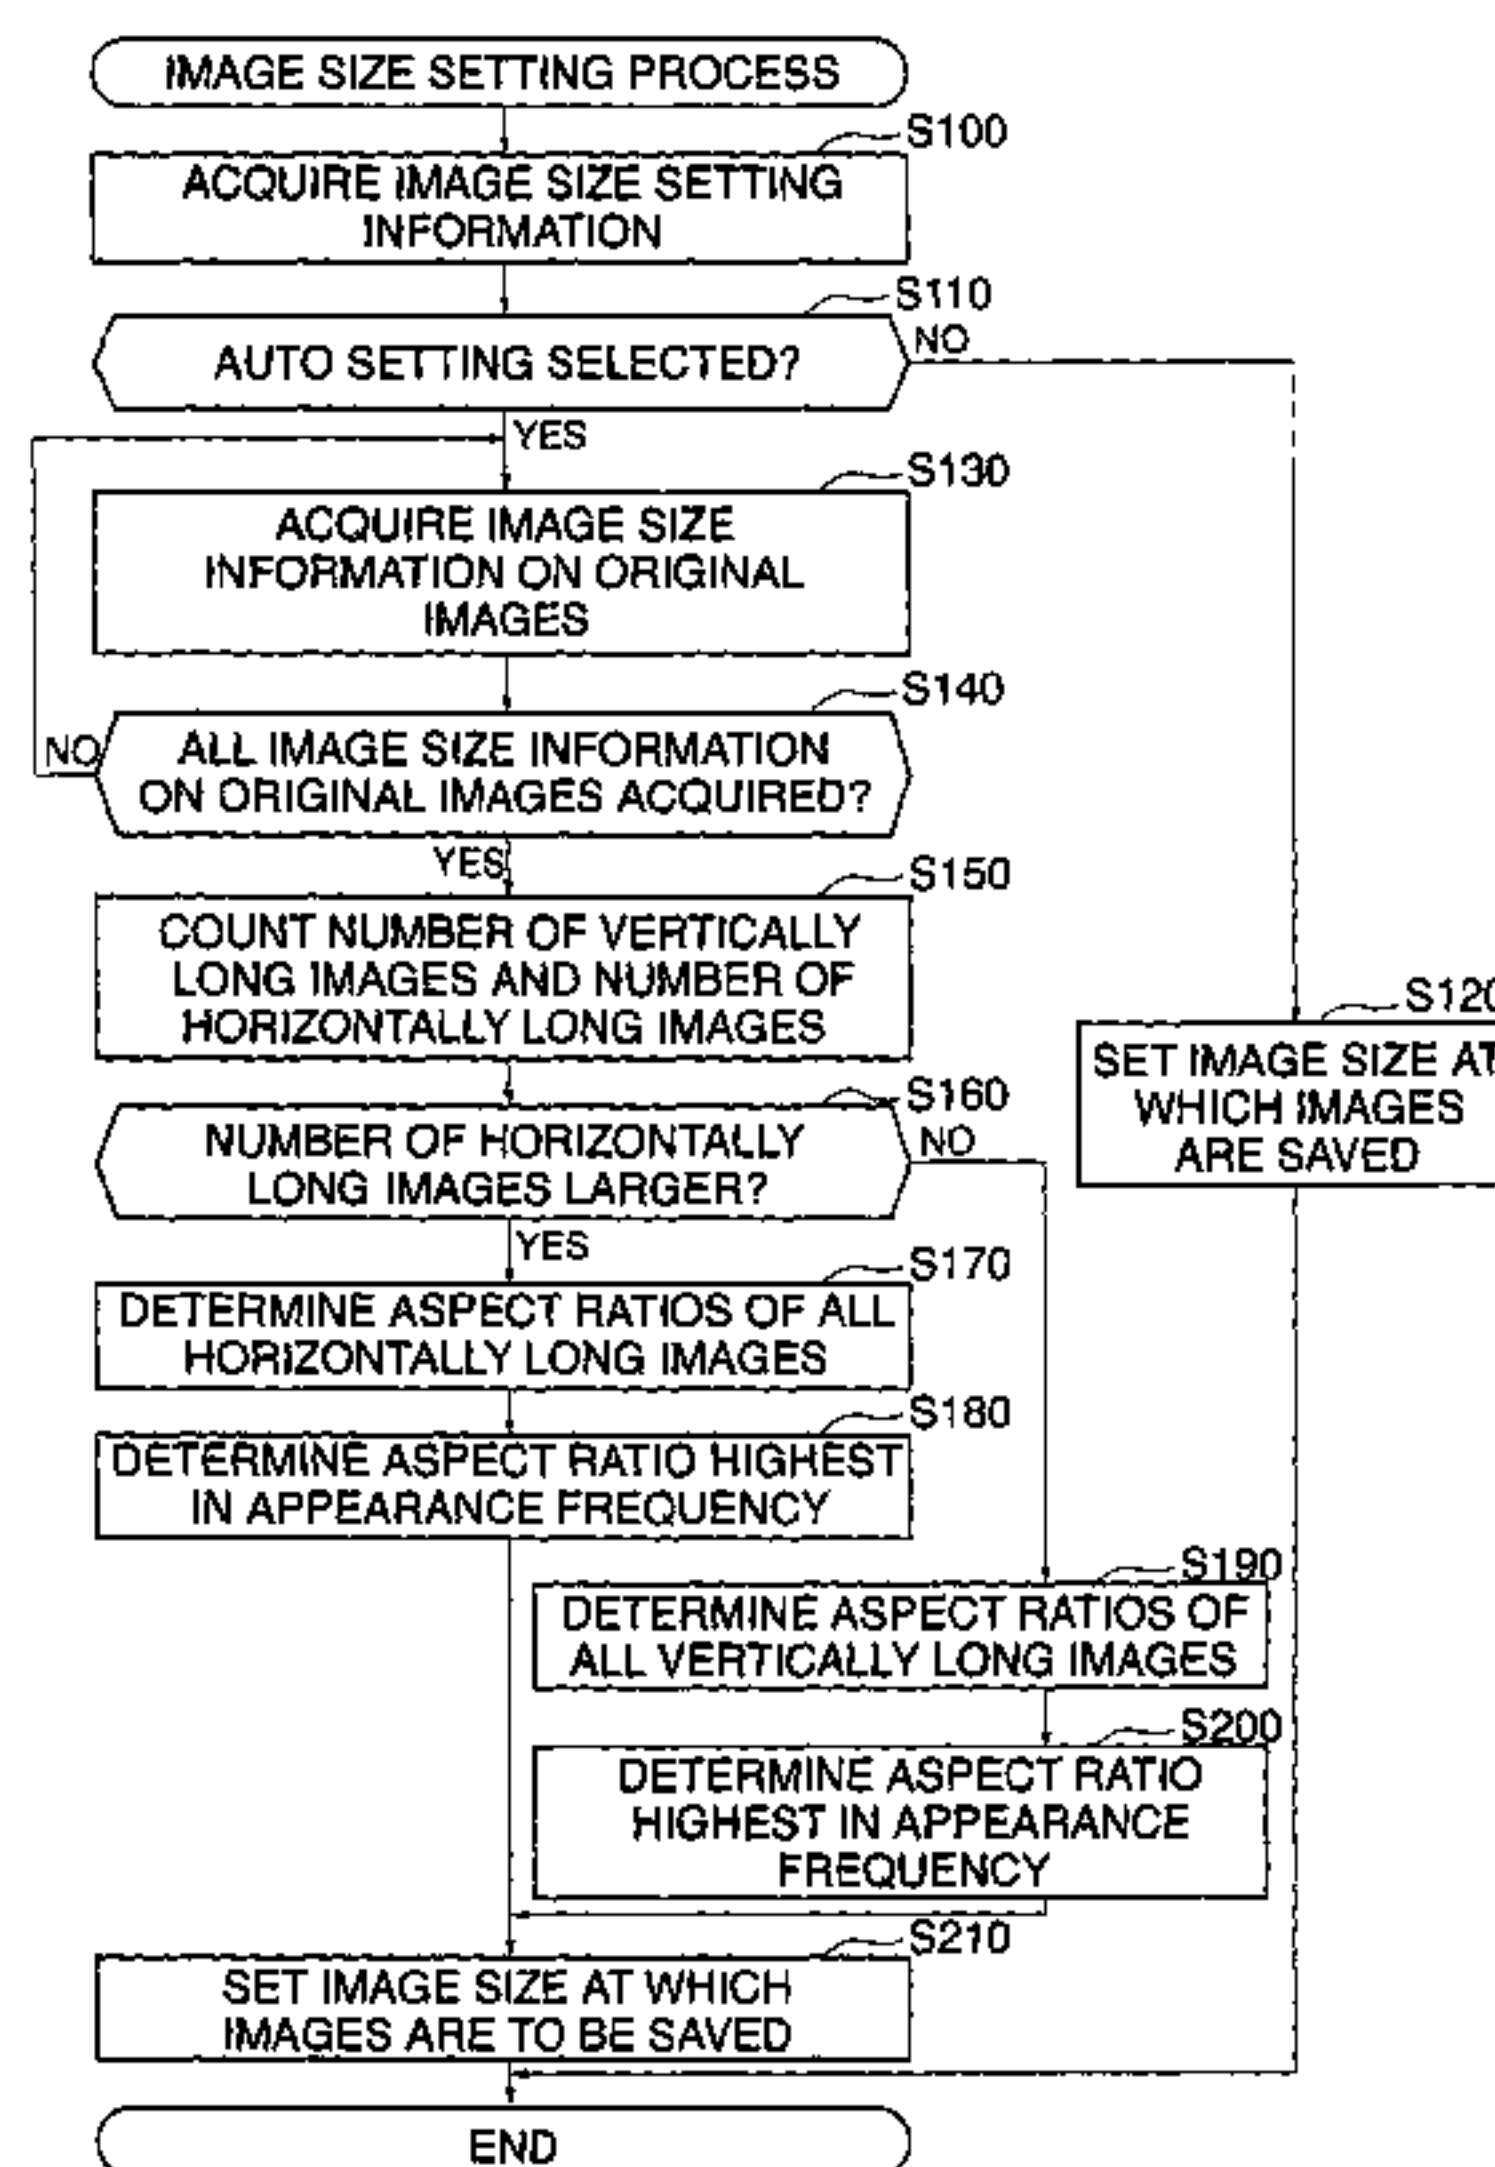 IMAGE SIZE SETTING PROCESS
S100
ACQUIRE IMAGE SIZE SETTING
INFORMATION
S110
AUTO SETTING SELECTED?
NO
YES
S130
ACQUIRE IMAGE SIZE
INFORMATION ON ORIGINAL
IMAGES
S140
NO
ALL IMAGE SIZE INFORMATION
ON ORIGINAL IMAGES ACQUIRED?
YES
S150
COUNT NUMBER OF VERTICALLY
LONG IMAGES AND NUMBER OF
HORIZONTALLY LONG IMAGES
S120
SET IMAGE SIZE AT
WHICH IMAGES
ARE SAVED
S160
NUMBER OF HORIZONTALLY
LONG IMAGES LARGER?
NO
YES
S170
DETERMINE ASPECT RATIOS OF ALL
HORIZONTALLY LONG IMAGES
S180
DETERMINE ASPECT RATIO HIGHEST
IN APPEARANCE FREQUENCY
S190
DETERMINE ASPECT RATIOS OF
ALL VERTICALLY LONG IMAGES
S200
DETERMINE ASPECT RATIO
HIGHEST IN APPEARANCE
FREQUENCY
S210
SET IMAGE SIZE AT WHICH
IMAGES ARE TO BE SAVED
END